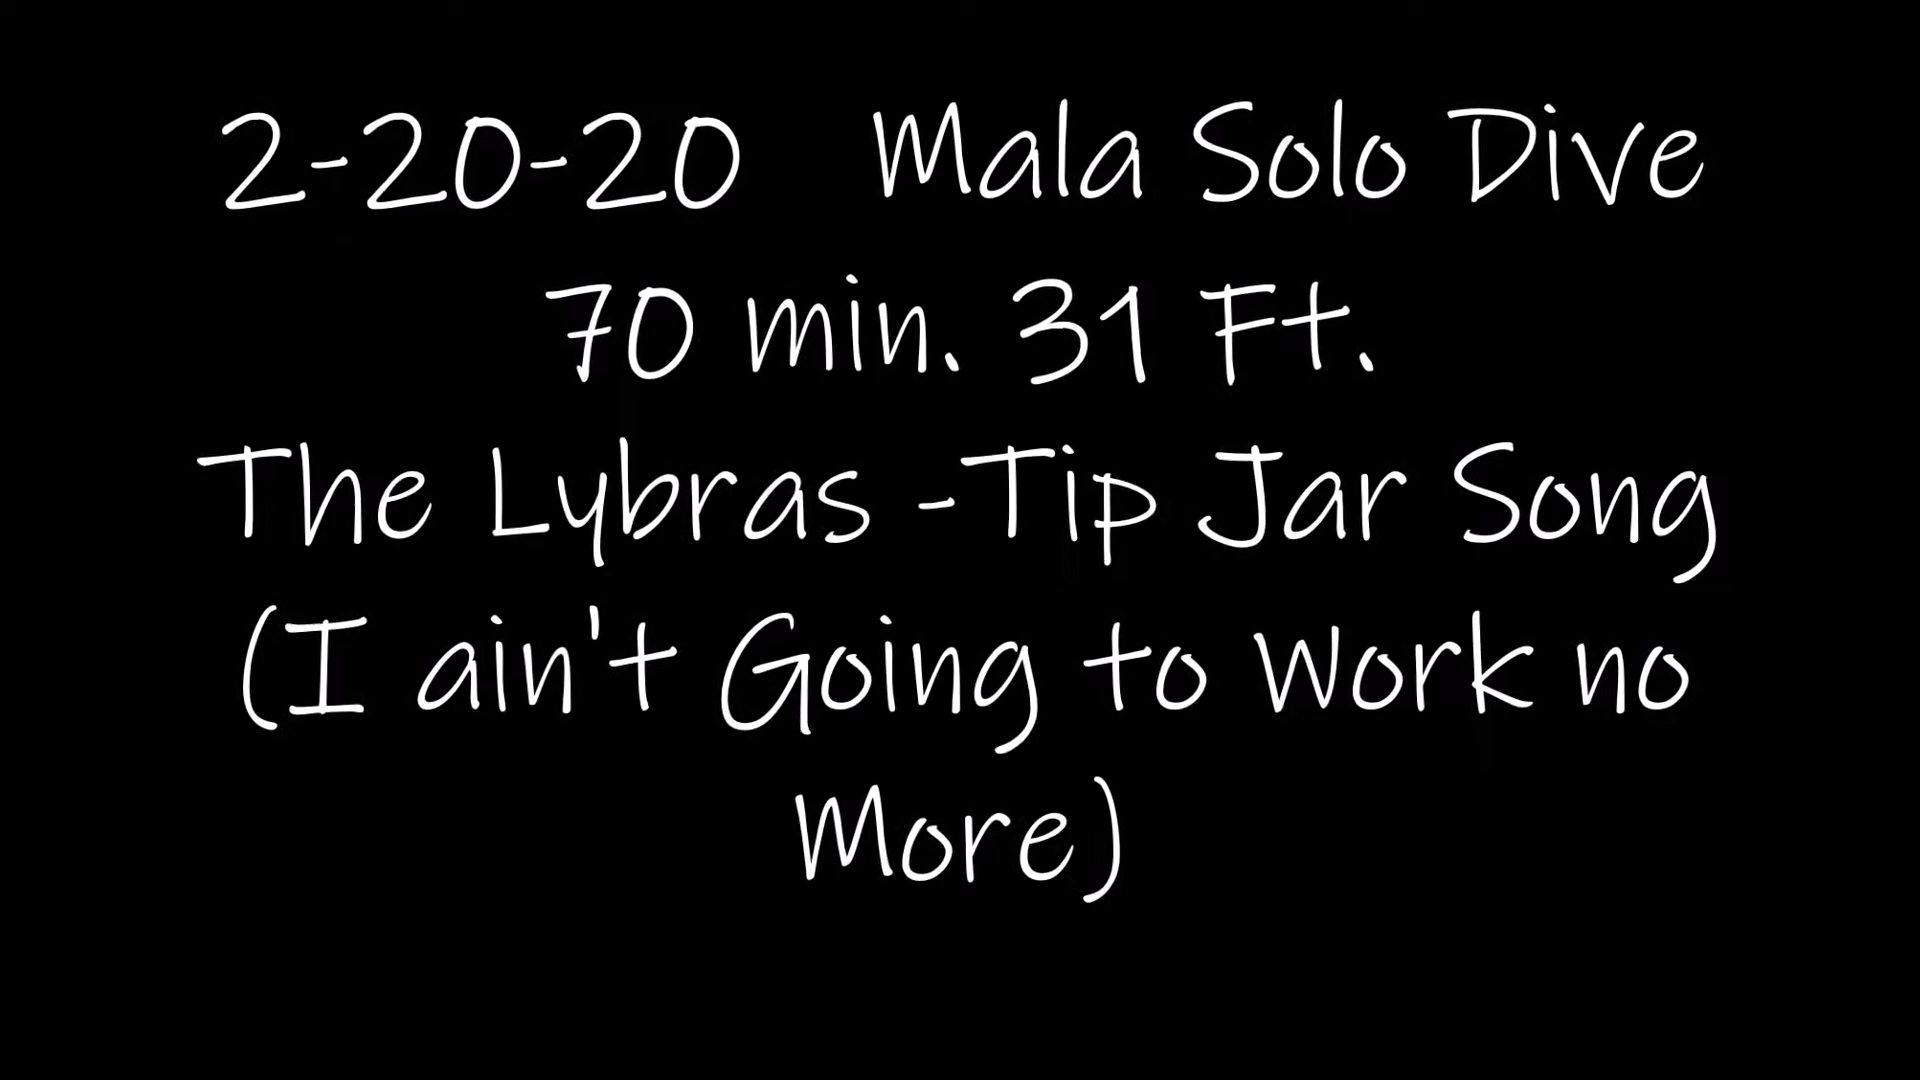 2-20-20 Mala Solo Dive
70 min. 31 Ft.
The Lybras -Tip Jar Song
(I ain't Going to Work no
More)